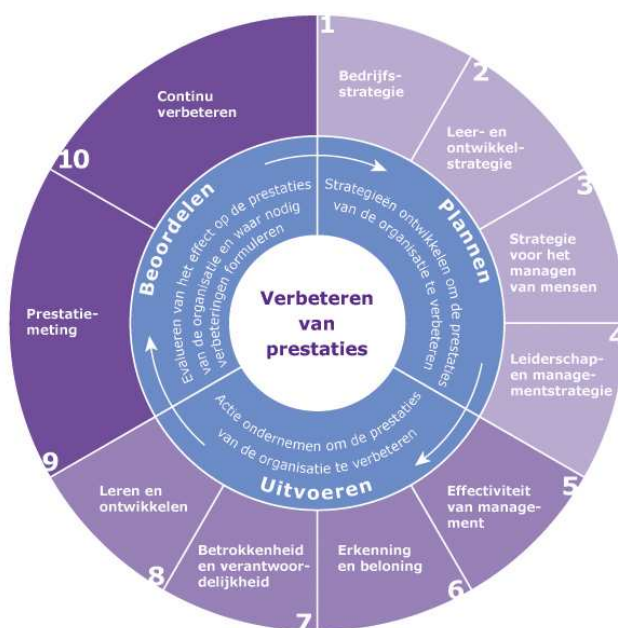 1
Bedrijfs-
strategie
2
Leer- en
ontwikkel-
strategie
3
Strategie
voor het
managen
van mensen
4
Leiderschap-
en manage-
mentstrategie
5
Effectiviteit
van manage-
ment
6
Erkenning
en beloning
7
Betrokkenheid
en verantwoor-
delijkheid
8
Leren en
ontwikkelen
9
Prestatie-
meting
10
Continu
verbeteren
Plannen
Strategieën ontwikkelen om de prestaties
van de organisatie te verbeteren
Uitvoeren
Actie ondernemen om de prestaties
van de organisatie te verbeteren
Beoordelen
Evalueren van het effect op de prestaties
van de organisatie en waar nodig
verbeteringen formuleren
Verbeteren
van
prestaties